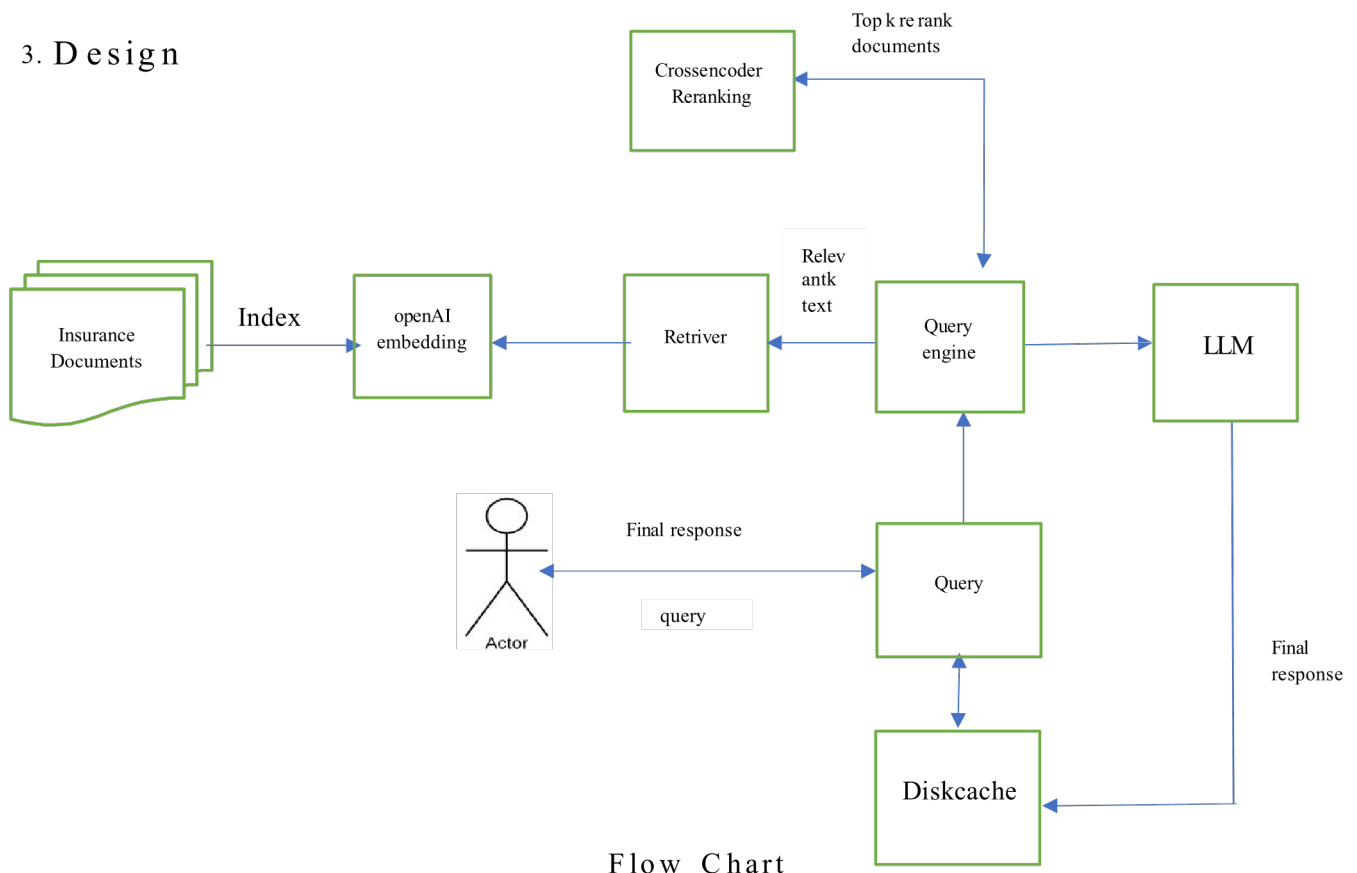 3. Design
Top k re rank
documents
Crossencoder
Reranking
Insurance
Documents
Index
openAI
embedding
Retriver
Relev
antk
text
Query
engine
LLM
Actor
Final response
query
Query
Final
response
Diskcache
Flow Chart